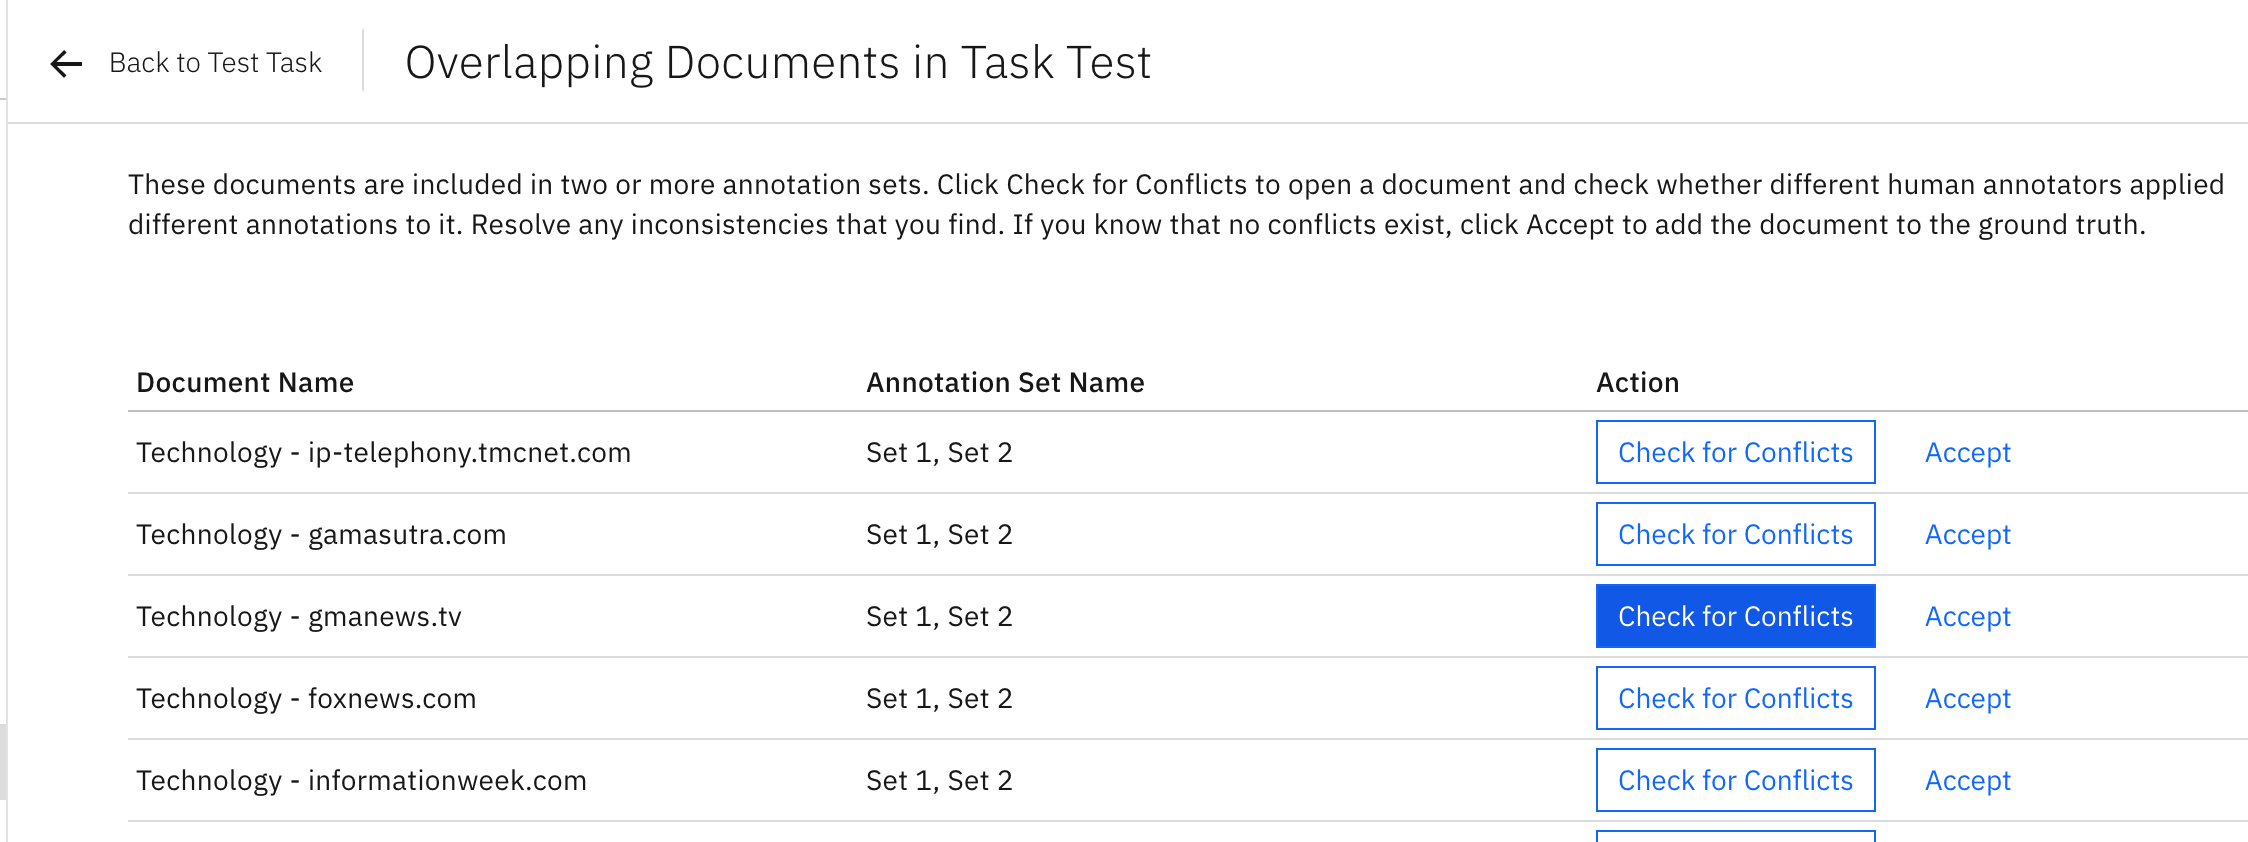 Back to Test Task
Overlapping Documents in Task Test
These documents are included in two or more annotation sets. Click Check for Conflicts to open a document and check whether different human annotators applied
different annotations to it. Resolve any inconsistencies that you find. If you know that no conflicts exist, click Accept to add the document to the ground truth.
Document Name Annotation Set Name Action
Technology - ip-telephony.tmcnet.com Set 1, Set 2 Check for Conflicts Accept
Technology - gamasutra.com Set 1, Set 2 Check for Conflicts Accept
Technology - gmanews.tv Set 1, Set 2 Check for Conflicts Accept
Technology - foxnews.com Set 1, Set 2 Check for Conflicts Accept
Technology - informationweek.com Set 1, Set 2 Check for Conflicts Accept